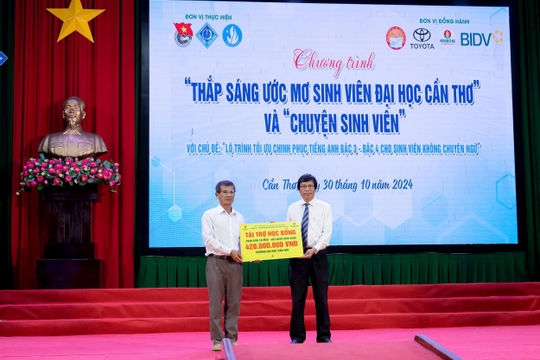 ĐƠN VỊ THỰC HIỆN
ĐƠN VỊ ĐỒNG HÀNH
TOYOTA
BIDV
Chương trình
“THẮP SÁNG ƯỚC MƠ SINH VIÊN ĐẠI HỌC CẦN THƠ”
VÀ “CHUYỆN SINH VIÊN”
VỚI CHỦ ĐỀ: “LỘ TRÌNH TỐI ƯU CHINH PHỤC TIẾNG ANH BẬC 3 - BẬC 4 CHO SINH VIÊN KHÔNG CHUYÊN NGỮ”
Cần Thơ, 30 tháng 10 năm 2024
TÀI TRỢ HỌC BỔNG
420.000.000 VNĐ